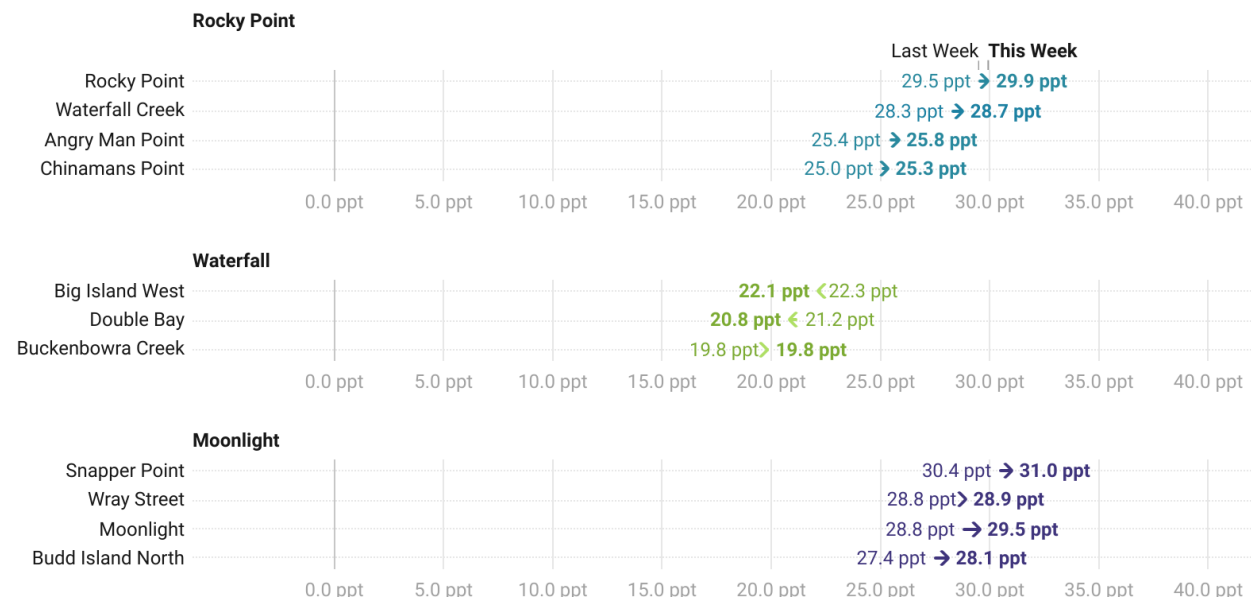 Rocky Point
Last Week This Week
Rocky Point 29.5 ppt → 29.9 ppt
Waterfall Creek 28.3 ppt → 28.7 ppt
Angry Man Point 25.4 ppt → 25.8 ppt
Chinamans Point 25.0 ppt → 25.3 ppt
0.0 ppt 5.0 ppt 10.0 ppt 15.0 ppt 20.0 ppt 25.0 ppt 30.0 ppt 35.0 ppt 40.0 ppt
Waterfall
Big Island West 22.1 ppt ← 22.3 ppt
Double Bay 20.8 ppt ← 21.2 ppt
Buckenbowra Creek 19.8 ppt → 19.8 ppt
0.0 ppt 5.0 ppt 10.0 ppt 15.0 ppt 20.0 ppt 25.0 ppt 30.0 ppt 35.0 ppt 40.0 ppt
Moonlight
Snapper Point 30.4 ppt → 31.0 ppt
Wray Street 28.8 ppt → 28.9 ppt
Moonlight 28.8 ppt → 29.5 ppt
Budd Island North 27.4 ppt → 28.1 ppt
0.0 ppt 5.0 ppt 10.0 ppt 15.0 ppt 20.0 ppt 25.0 ppt 30.0 ppt 35.0 ppt 40.0 ppt